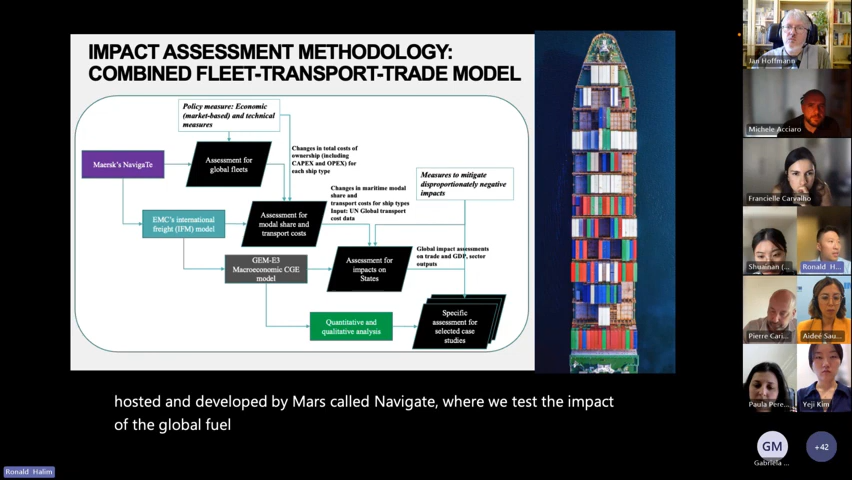 IMPACT ASSESSMENT METHODOLOGY:
COMBINED FLEET-TRANSPORT-TRADE MODEL
Policy measure: Economic
(market-based) and technical
measures
Maersk's NavigaTe
Assessment for
global fleets
Changes in total costs of
ownership (including
CAPEX and OPEX) for
each ship type
Measures to mitigate
disproportionately negative
impacts
Changes in maritime modal
share and
transport costs for ship types
Input: UN Global transport
cost data
EMC's international
freight (IFM) model
Assessment for
modal share and
transport costs
GEM-E3
Macroeconomic CGE
model
Assessment for
impacts on
States
Global impact assessments
on trade and GDP, sector
outputs
Quantitative and
qualitative analysis
Specific
assessment for
selected case
studies
hosted and developed by Mars called Navigate, where we test the impact
of the global fuel
Ronald Halim
Jan Hoffmann
Michele Acciaro
Francielle Carvalho
Shuainan (...
Ronald H...
Pierre Cari...
Aideé Sau...
Paula Pere...
Yeji Kim
GM
Gabriela ...
+42